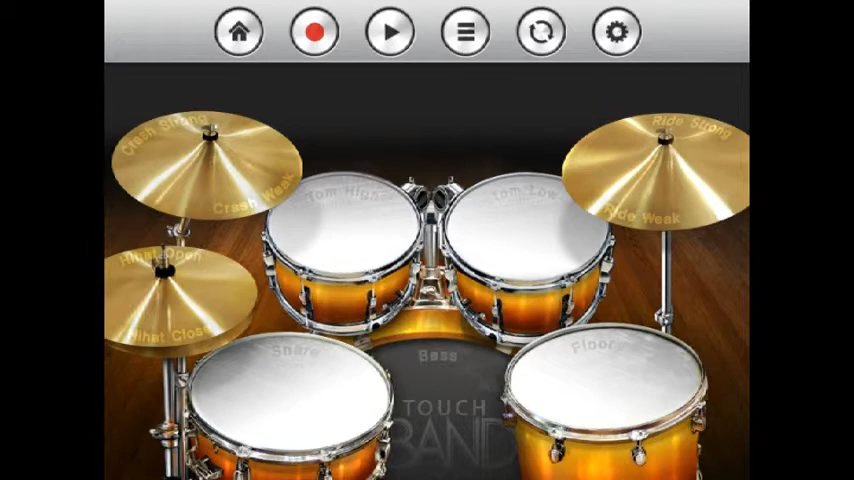 Crash Strong
Ride Strong
Crash Weak
Tom High
Tom Low
Ride Weak
Hihat Open
Hihat Close
Snare
Bass
Floor
TOUCH
BAND